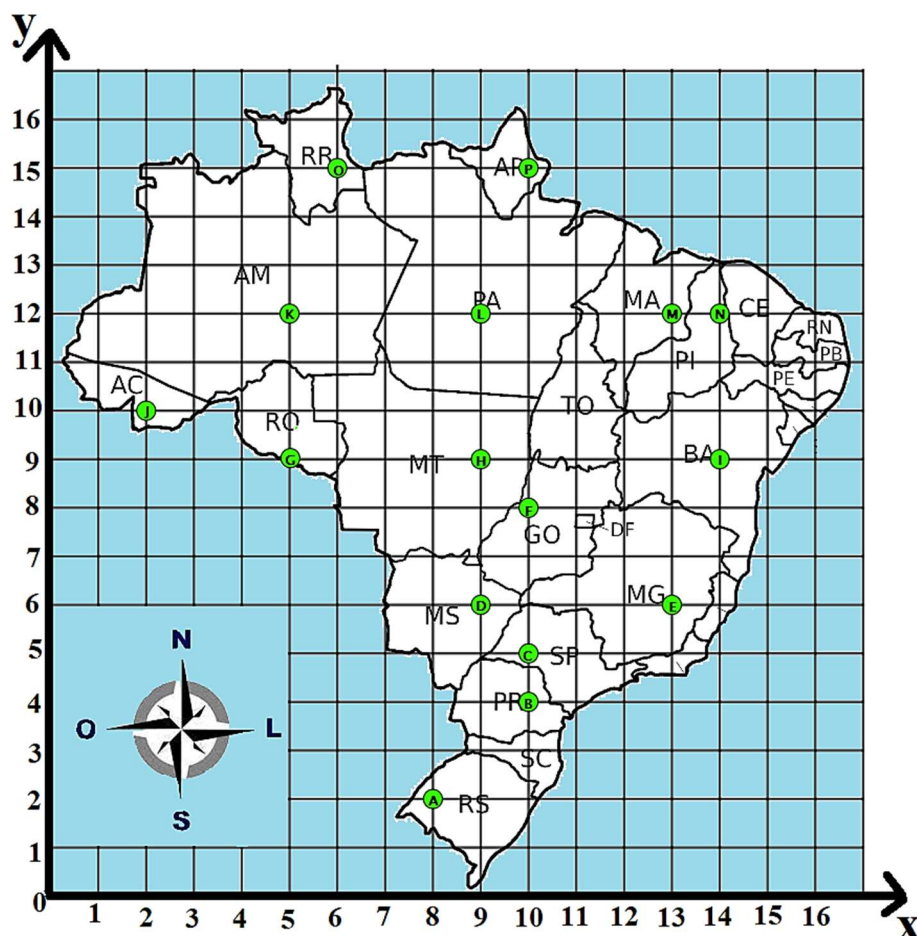 y
16
RR O
AP P
15
14
13
AM
12
K
PA
L
MA M
N
CE
RN
11
PI
PB
AC
PE
10
J
RO
TO
9
G
MT H
BA I
8
F
GO
DF
7
6
MS D
MG E
5
C
SP
4
PR B
N
O
L
S
3
SC
2
A
RS
1
0
1 2 3 4 5 6 7 8 9 10 11 12 13 14 15 16
x